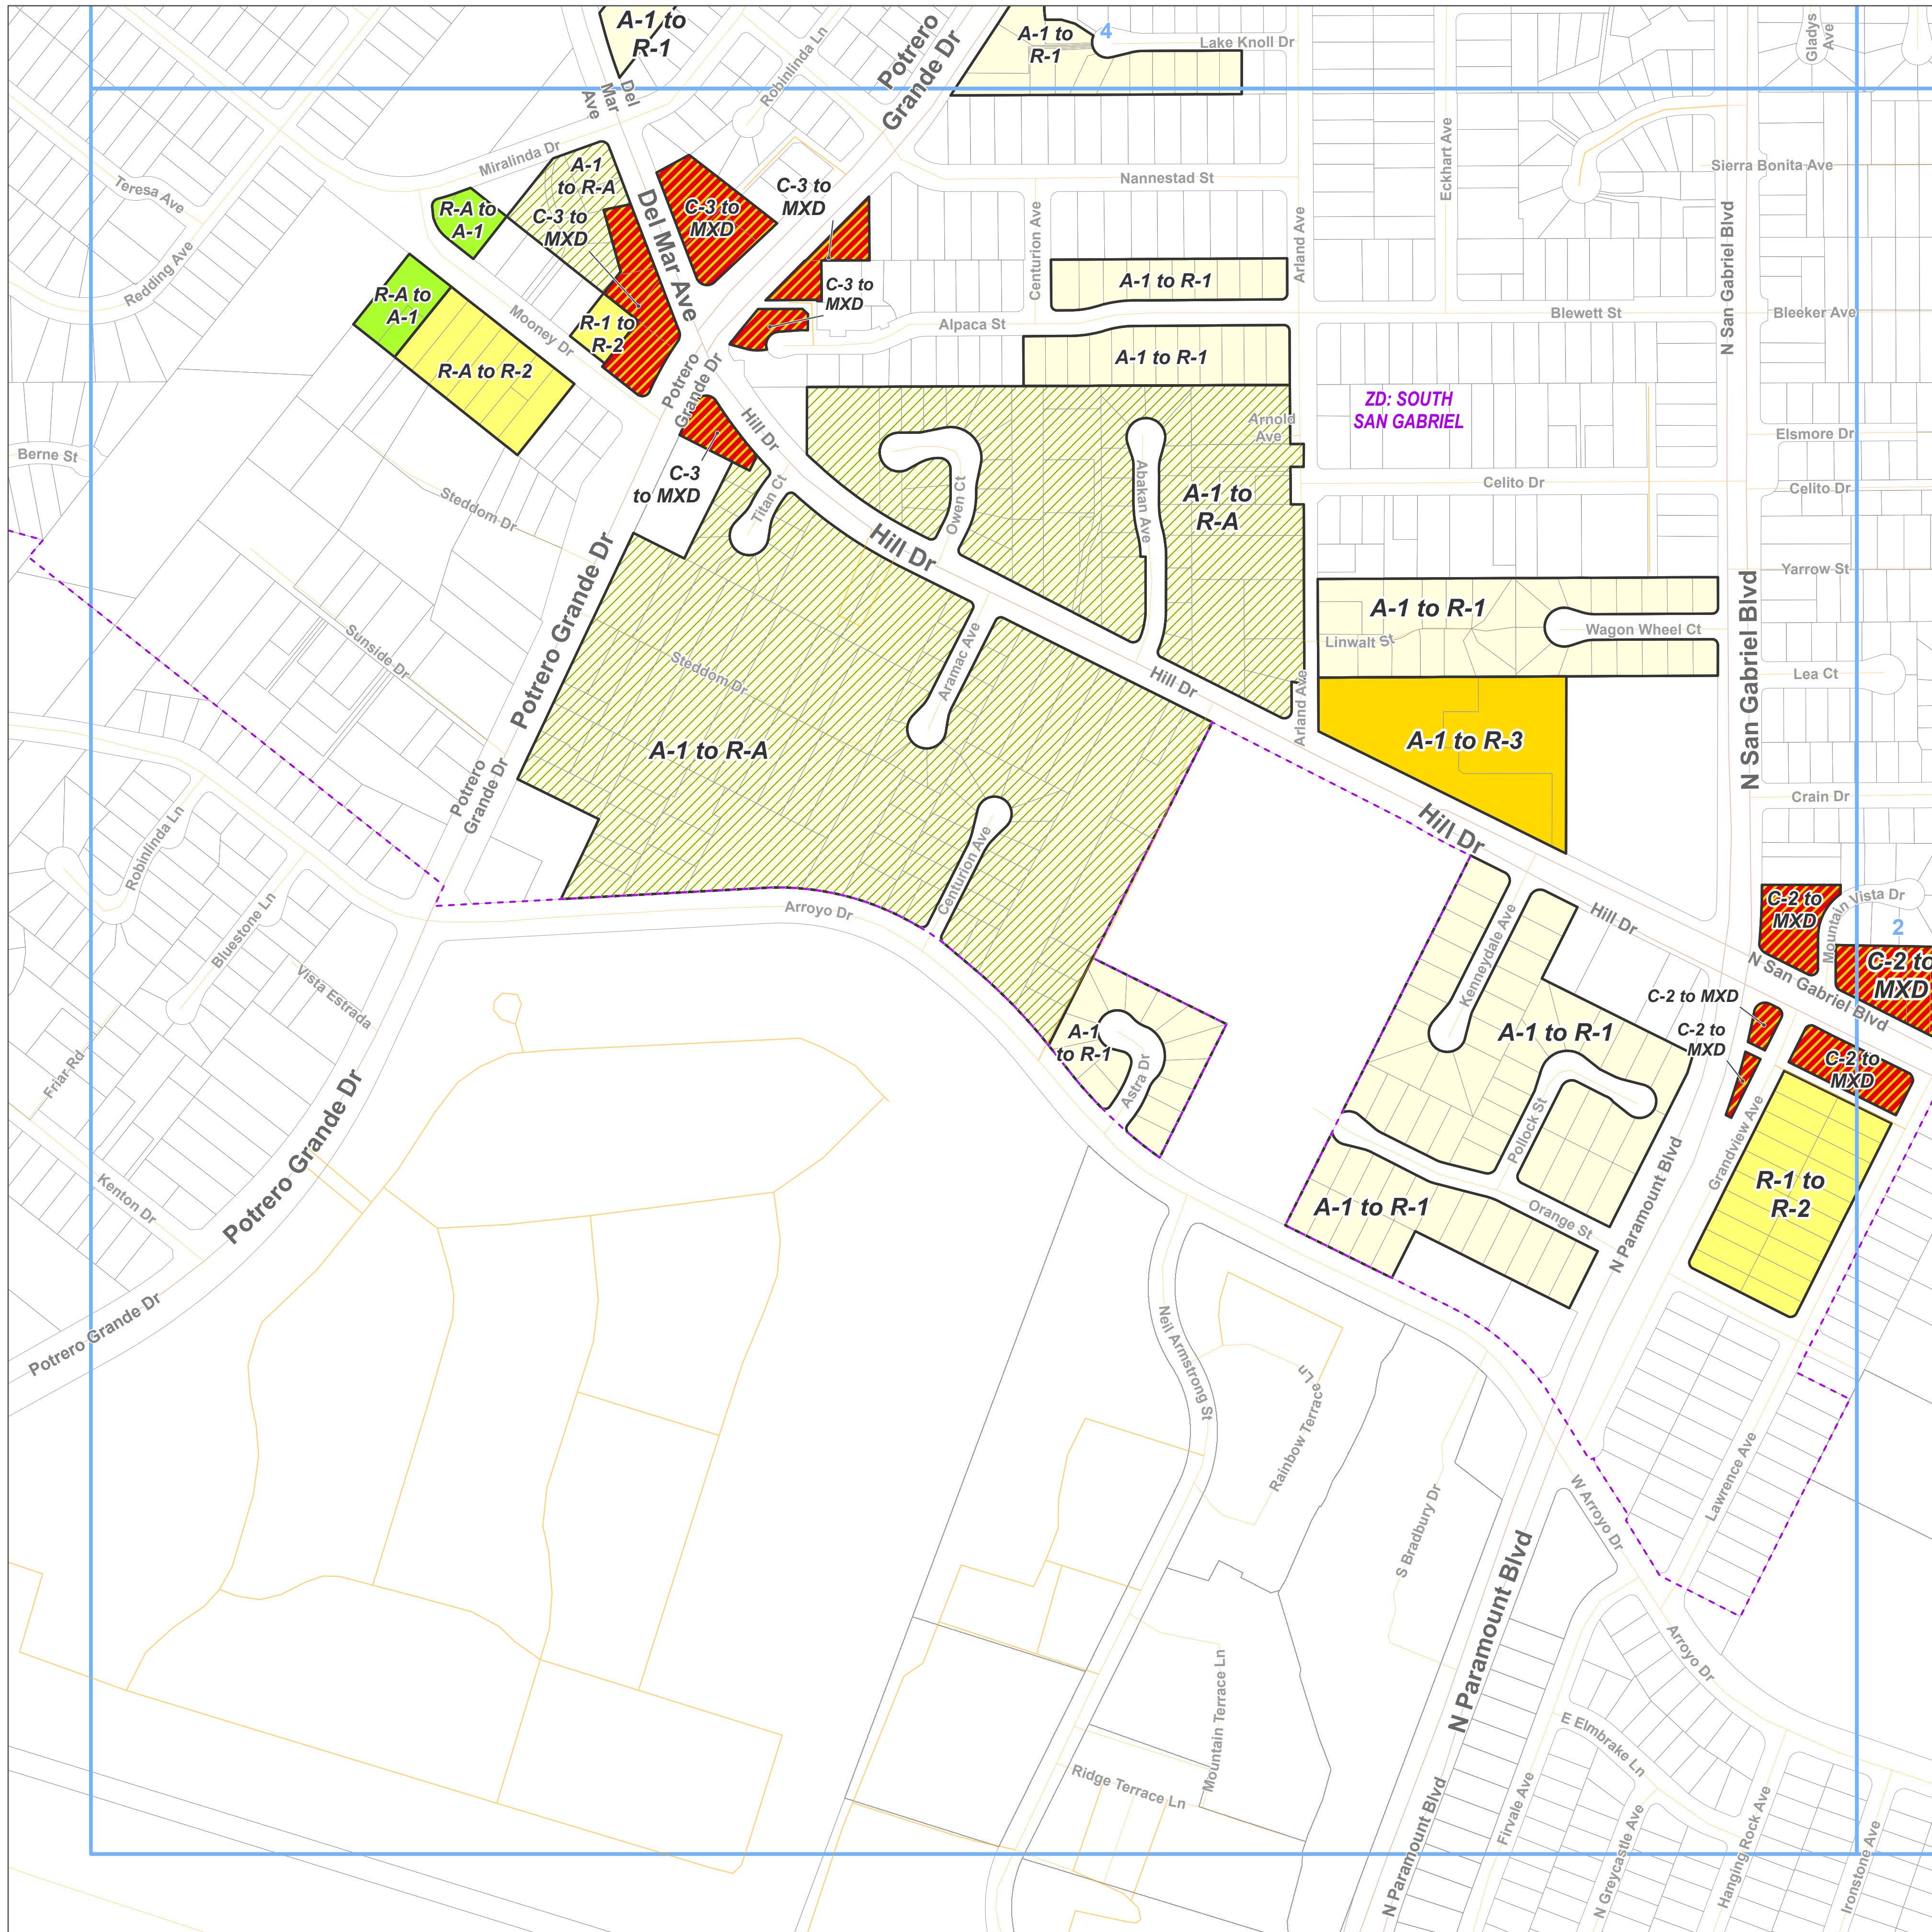 A-1 to
R-1
Potrero
Grande Dr
A-1 to
R-1
4
Lake Knoll Dr
Gladys
Ave
Robinlinda Ln
Del
Mar
Ave
Miralinda Dr
Teresa Ave
Redding Ave
Eckhart Ave
Sierra Bonita Ave
Nannestad St
A-1
to R-A
C-3 to
MXD
R-A to
A-1
C-3 to
MXD
C-3 to
MXD
Del Mar Ave
Centurion Ave
Arland Ave
N San Gabriel Blvd
A-1 to R-1
C-3 to
MXD
R-A to
A-1
Mooney Dr
R-1 to
R-2
Alpaca St
Blewett St
Bleeker Ave
A-1 to R-1
R-A to R-2
Potrero
Grande Dr
Hill Dr
ZD: SOUTH
SAN GABRIEL
Arnold
Ave
Elsmore Dr
Berne St
C-3
to MXD
Titan Ct
Owen Ct
Abakan Ave
A-1 to
R-A
Celito Dr
Celito Dr
Steddom Dr
Hill Dr
Yarrow St
Potrero Grande Dr
A-1 to R-1
Wagon Wheel Ct
Linwalt St
Sunside Dr
Steddom Dr
Aramac Ave
Hill Dr
Arland Ave
N San Gabriel Blvd
Lea Ct
A-1 to R-A
A-1 to R-3
Potrero
Grande Dr
Crain Dr
Hill Dr
Robinlinda Ln
Centurion Ave
Arroyo Dr
Bluestone Ln
Vista Estrada
Hill Dr
Kenneydale Ave
C-2 to
MXD
Mountain Vista Dr
2
C-2 to
MXD
N San Gabriel Blvd
C-2 to MXD
C-2 to
MXD
C-2 to
MXD
A-1
to R-1
Astra Dr
A-1 to R-1
Friar Rd
Potrero Grande Dr
Pollock St
Grandview Ave
N Paramount Blvd
R-1 to
R-2
Kenton Dr
A-1 to R-1
Orange St
Potrero Grande Dr
Neil Armstrong St
Rainbow Terrace Ln
S Bradbury Dr
W Arroyo Dr
Lawrence Ave
N Paramount Blvd
Arroyo Dr
Mountain Terrace Ln
Ridge Terrace Ln
E Elmbrake Ln
N Paramount Blvd
Firvale Ave
N Greycastle Ave
Hanging Rock Ave
Ironstone Ave